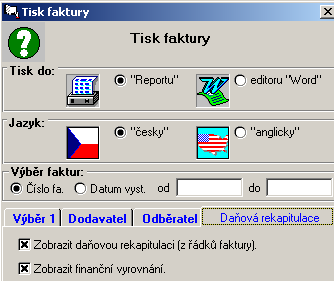 Tisk faktury
Tisk faktury
Tisk do:
"Reportu" editoru "Word"
Jazyk:
"česky" "anglicky"
Výběr faktur:
Číslo fa. Datum vyst. od do
Výběr 1 Dodavatel Odběratel Daňová rekapitulace
Zobrazit daňovou rekapitulaci (z řádků faktury).
Zobrazit finanční vyrovnání.